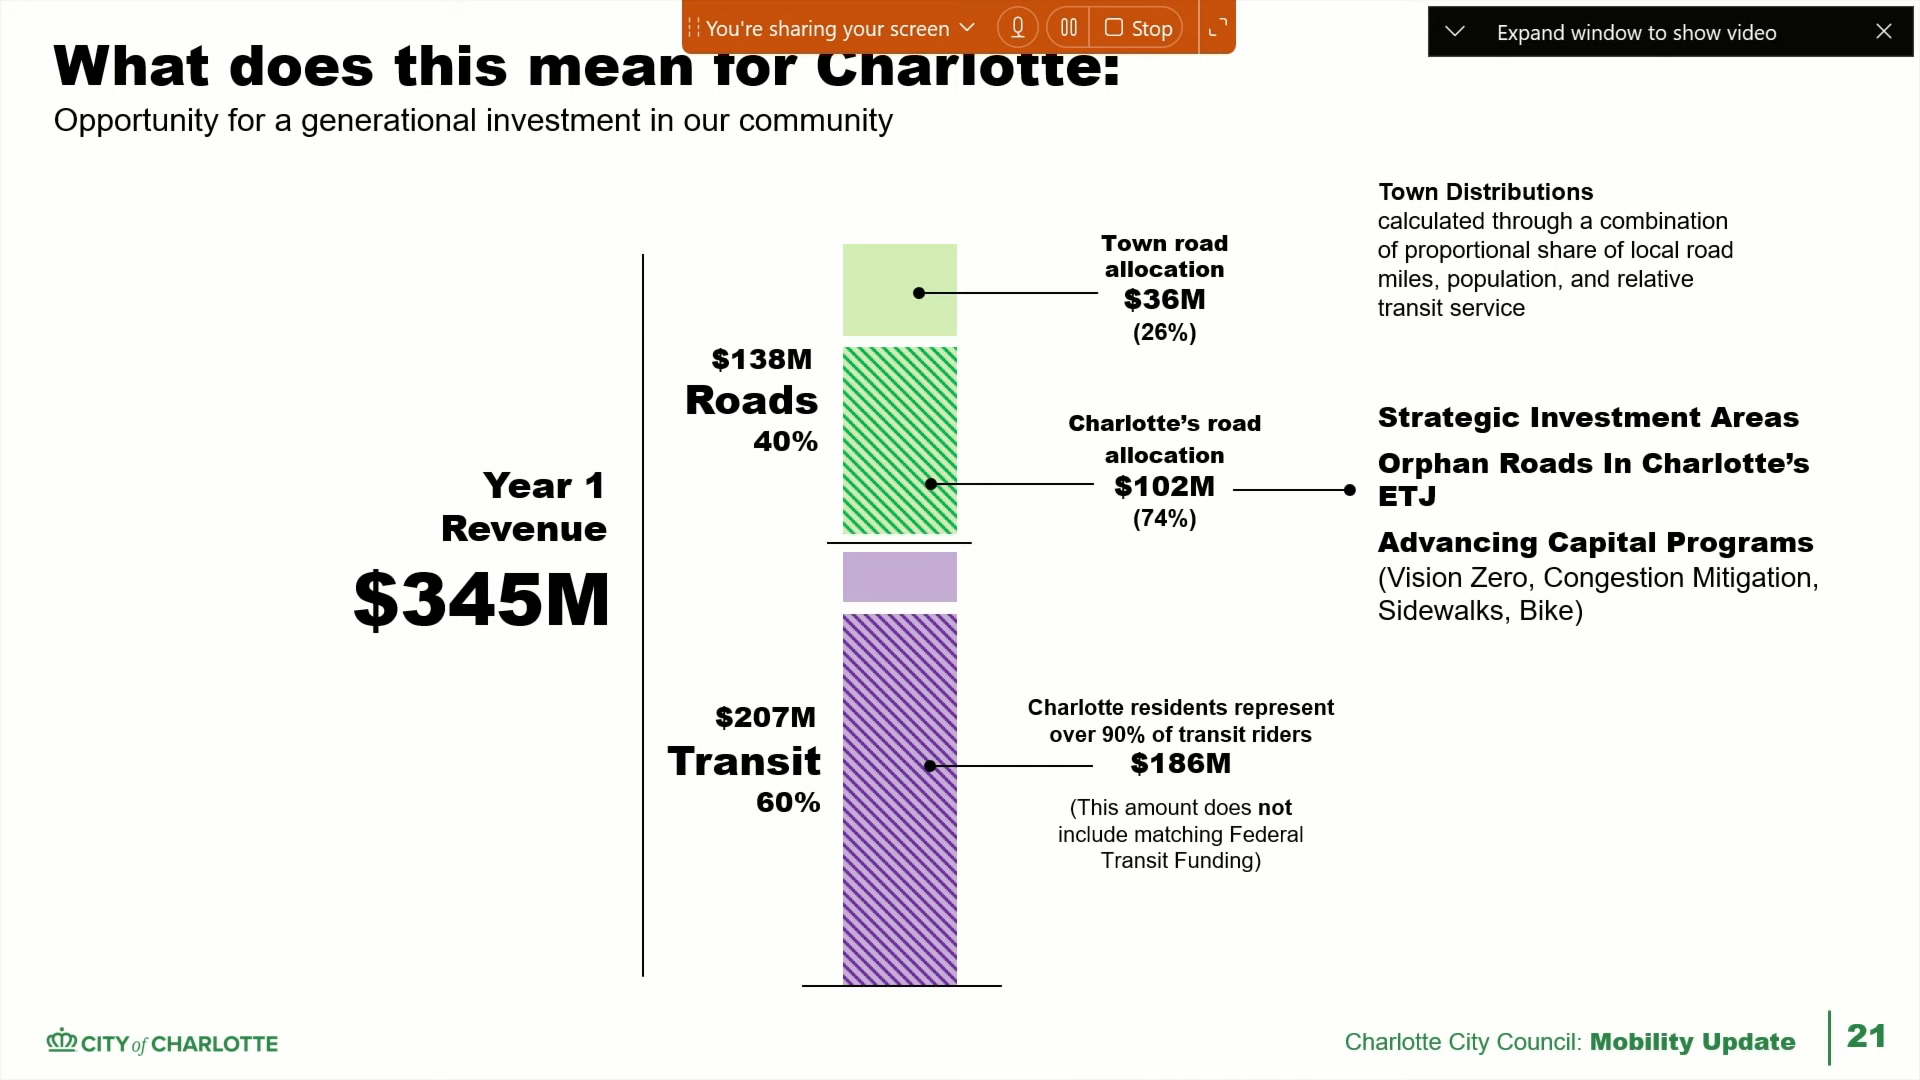 You're sharing your screen
Stop
Expand window to show video
What does this mean for Charlotte:
Opportunity for a generational investment in our community
Year 1
Revenue
$345M
$138M
Roads
40%
$207M
Transit
60%
Town road
allocation
$36M
(26%)
Charlotte’s road
allocation
$102M
(74%)
Charlotte residents represent
over 90% of transit riders
$186M
(This amount does not
include matching Federal
Transit Funding)
Town Distributions
calculated through a combination
of proportional share of local road
miles, population, and relative
transit service
Strategic Investment Areas
Orphan Roads In Charlotte’s
ETJ
Advancing Capital Programs
(Vision Zero, Congestion Mitigation,
Sidewalks, Bike)
CITY of CHARLOTTE
Charlotte City Council: Mobility Update
21